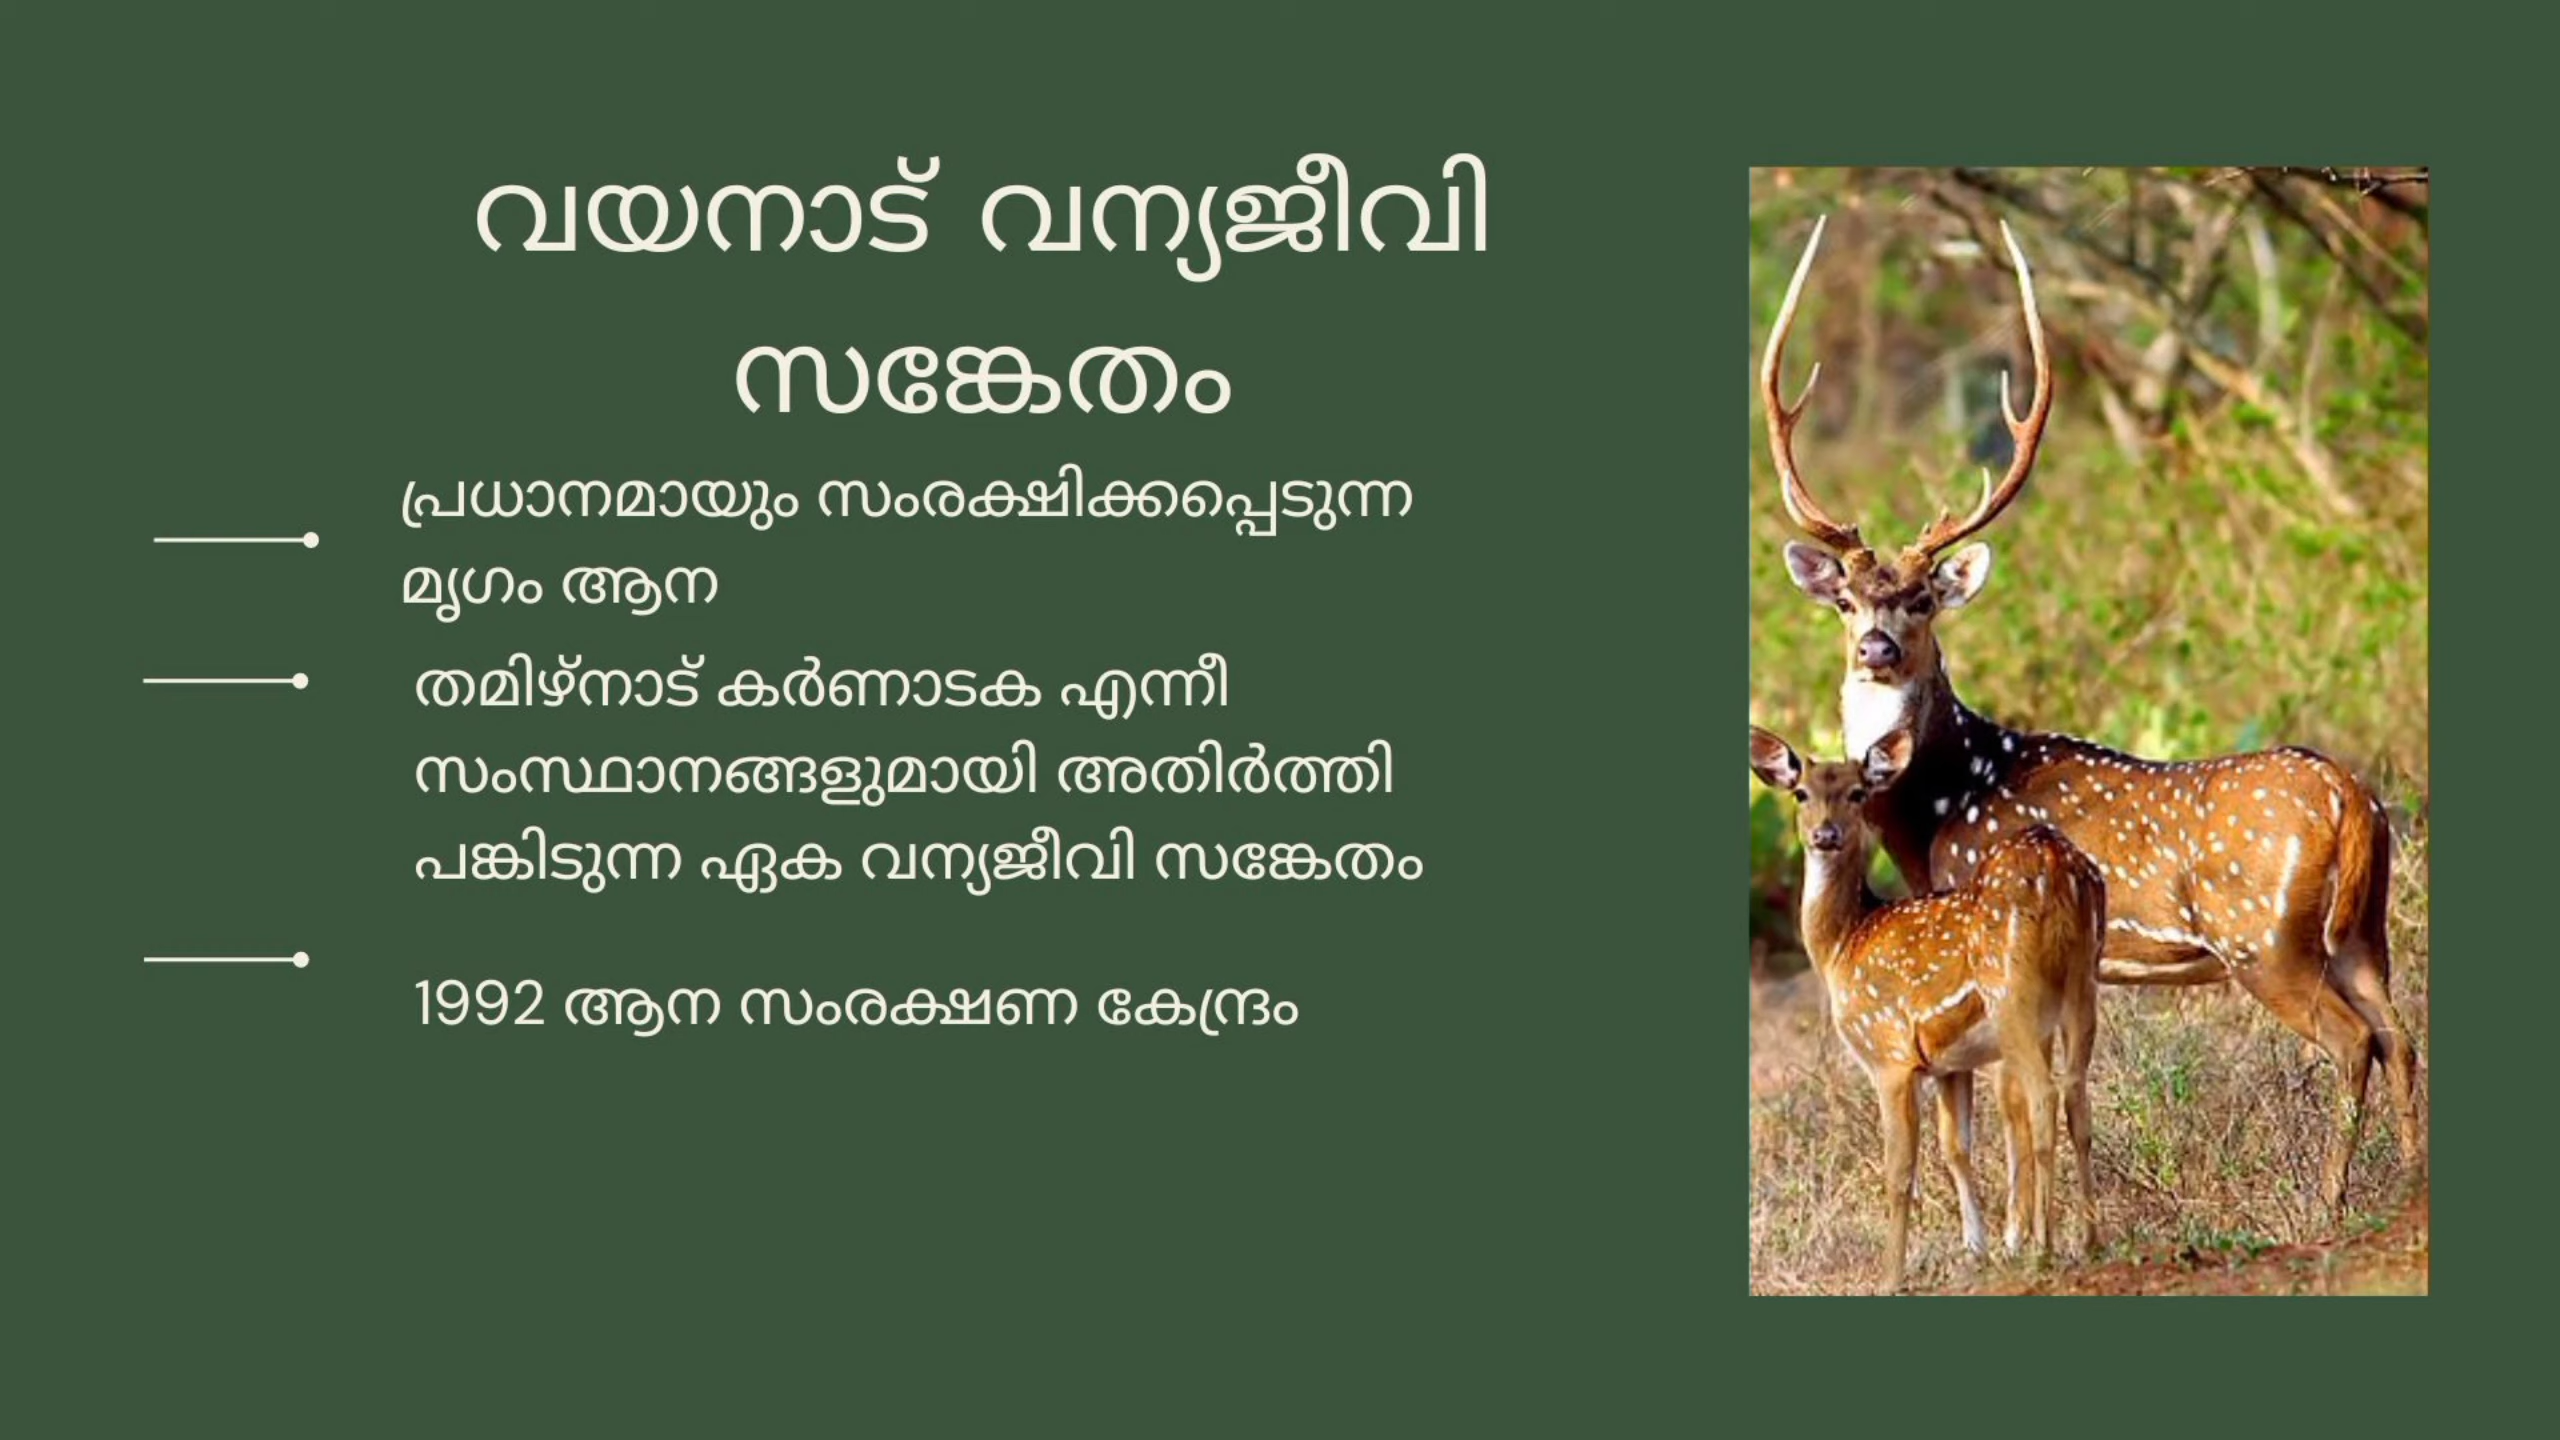 വയനാട് വന്യജീവി
സങ്കേതം
പ്രധാനമായും സംരക്ഷിക്കപ്പെടുന്ന
മൃഗം ആന
തമിഴ്നാട് കർണാടക എന്നീ
സംസ്ഥാനങ്ങളുമായി അതിർത്തി
പങ്കിടുന്ന ഏക വന്യജീവി സങ്കേതം
1992 ആന സംരക്ഷണ കേന്ദ്രം